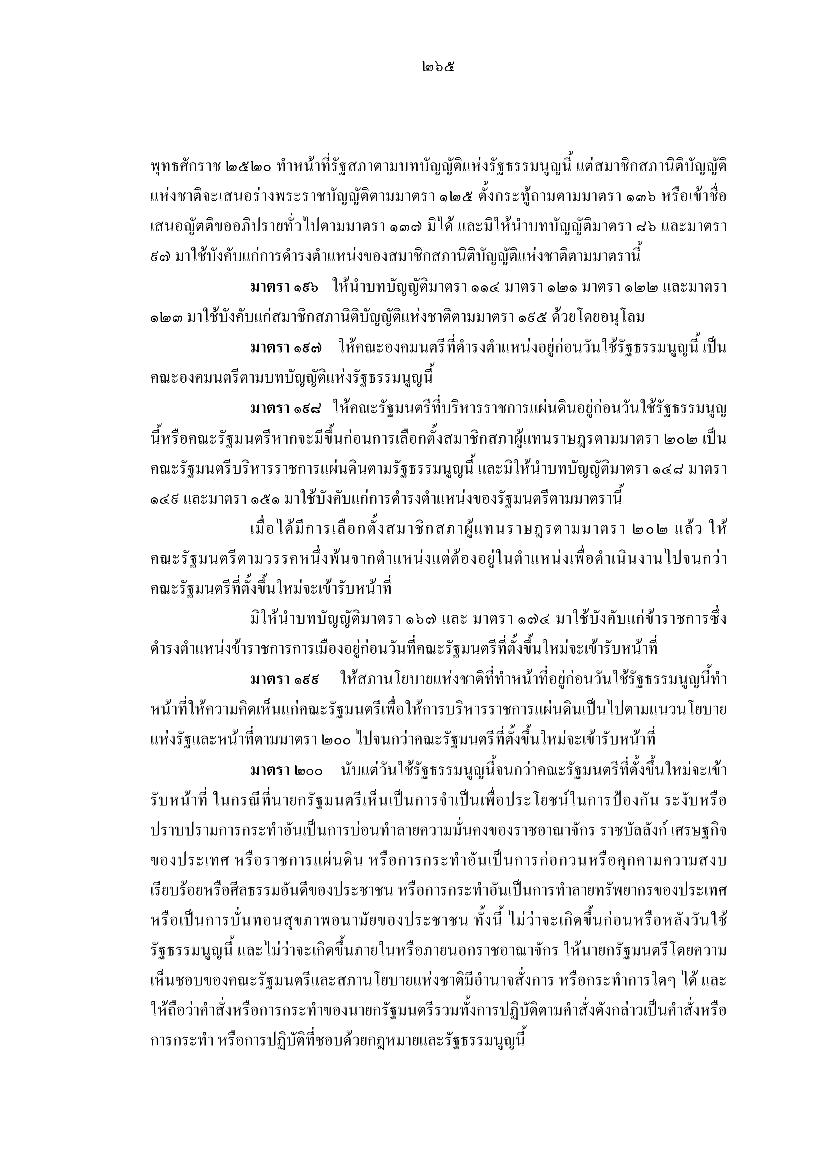 ๒๖๕
พุทธศักราช ๒๕๒๐ ทำหน้าที่รัฐสภาตามบทบัญญัติแห่งรัฐธรรมนูญนี้ แต่สมาชิกสภานิติบัญญัติ
แห่งชาติจะเสนอร่างพระราชบัญญัติตามมาตรา ๑๒๕ ตั้งกระทู้ถามตามมาตรา ๑๓๖ หรือเข้าชื่อ
เสนอญัตติขออภิปรายทั่วไปตามมาตรา ๑๓๗ มิได้ และมิให้นำบทบัญญัติมาตรา ๘๖ และมาตรา
๙๗ มาใช้บังคับแก่การดำรงตำแหน่งของสมาชิกสภานิติบัญญัติแห่งชาติตามมาตรานี้
มาตรา ๑๙๖ ให้นำบทบัญญัติมาตรา ๑๑๔ มาตรา ๑๒๑ มาตรา ๑๒๒ และมาตรา
๑๒๓ มาใช้บังคับแก่สมาชิกสภานิติบัญญัติแห่งชาติตามมาตรา ๑๙๕ ด้วยโดยอนุโลม
มาตรา ๑๙๗ ให้คณะองคมนตรีที่ดำรงตำแหน่งอยู่ก่อนวันใช้รัฐธรรมนูญนี้ เป็น
คณะองคมนตรีตามบทบัญญัติแห่งรัฐธรรมนูญนี้
มาตรา ๑๙๘ ให้คณะรัฐมนตรีที่บริหารราชการแผ่นดินอยู่ก่อนวันใช้รัฐธรรมนูญ
นี้หรือคณะรัฐมนตรีหากจะมีขึ้นก่อนการเลือกตั้งสมาชิกสภาผู้แทนราษฎรตามมาตรา ๒๐๒ เป็น
คณะรัฐมนตรีบริหารราชการแผ่นดินตามรัฐธรรมนูญนี้ และมิให้นำบทบัญญัติมาตรา ๑๔๘ มาตรา
๑๔๙ และมาตรา ๑๕๑ มาใช้บังคับแก่การดำรงตำแหน่งของรัฐมนตรีตามมาตรานี้
เมื่อได้มีการเลือกตั้งสมาชิกสภาผู้แทนราษฎรตามมาตรา ๒๐๒ แล้ว ให้
คณะรัฐมนตรีตามวรรคหนึ่งพ้นจากตำแหน่งแต่ต้องอยู่ในตำแหน่งเพื่อดำเนินงานไปจนกว่า
คณะรัฐมนตรีที่ตั้งขึ้นใหม่จะเข้ารับหน้าที่
มิให้นำบทบัญญัติมาตรา ๑๖๗ และ มาตรา ๑๗๔ มาใช้บังคับแก่ข้าราชการซึ่ง
ดำรงตำแหน่งข้าราชการการเมืองอยู่ก่อนวันที่คณะรัฐมนตรีที่ตั้งขึ้นใหม่จะเข้ารับหน้าที่
มาตรา ๑๙๙ ให้สภานโยบายแห่งชาติที่ทำหน้าที่อยู่ก่อนวันใช้รัฐธรรมนูญนี้ทำ
หน้าที่ให้ความคิดเห็นแก่คณะรัฐมนตรีเพื่อให้การบริหารราชการแผ่นดินเป็นไปตามแนวนโยบาย
แห่งรัฐและหน้าที่ตามมาตรา ๒๐๐ ไปจนกว่าคณะรัฐมนตรีที่ตั้งขึ้นใหม่จะเข้ารับหน้าที่
มาตรา ๒๐๐ นับแต่วันใช้รัฐธรรมนูญนี้จนกว่าคณะรัฐมนตรีที่ตั้งขึ้นใหม่จะเข้า
รับหน้าที่ ในกรณีที่นายกรัฐมนตรีเห็นเป็นการจำเป็นเพื่อประโยชน์ในการป้องกัน ระงับหรือ
ปราบปรามการกระทำอันเป็นการบ่อนทำลายความมั่นคงของราชอาณาจักร ราชบัลลังก์ เศรษฐกิจ
ของประเทศ หรือราชการแผ่นดิน หรือการกระทำอันเป็นการก่อกวนหรือคุกคามความสงบ
เรียบร้อยหรือศีลธรรมอันดีของประชาชน หรือการกระทำอันเป็นการทำลายทรัพยากรของประเทศ
หรือเป็นการบั่นทอนสุขภาพอนามัยของประชาชน ทั้งนี้ ไม่ว่าจะเกิดขึ้นก่อนหรือหลังวันใช้
รัฐธรรมนูญนี้ และไม่ว่าจะเกิดขึ้นภายในหรือภายนอกราชอาณาจักร ให้นายกรัฐมนตรีโดยความ
เห็นชอบของคณะรัฐมนตรีและสภานโยบายแห่งชาติมีอำนาจสั่งการ หรือกระทำการใดๆ ได้ และ
ให้ถือว่าคำสั่งหรือการกระทำของนายกรัฐมนตรีรวมทั้งการปฏิบัติตามคำสั่งดังกล่าวเป็นคำสั่งหรือ
การกระทำ หรือการปฏิบัติที่ชอบด้วยกฎหมายและรัฐธรรมนูญนี้